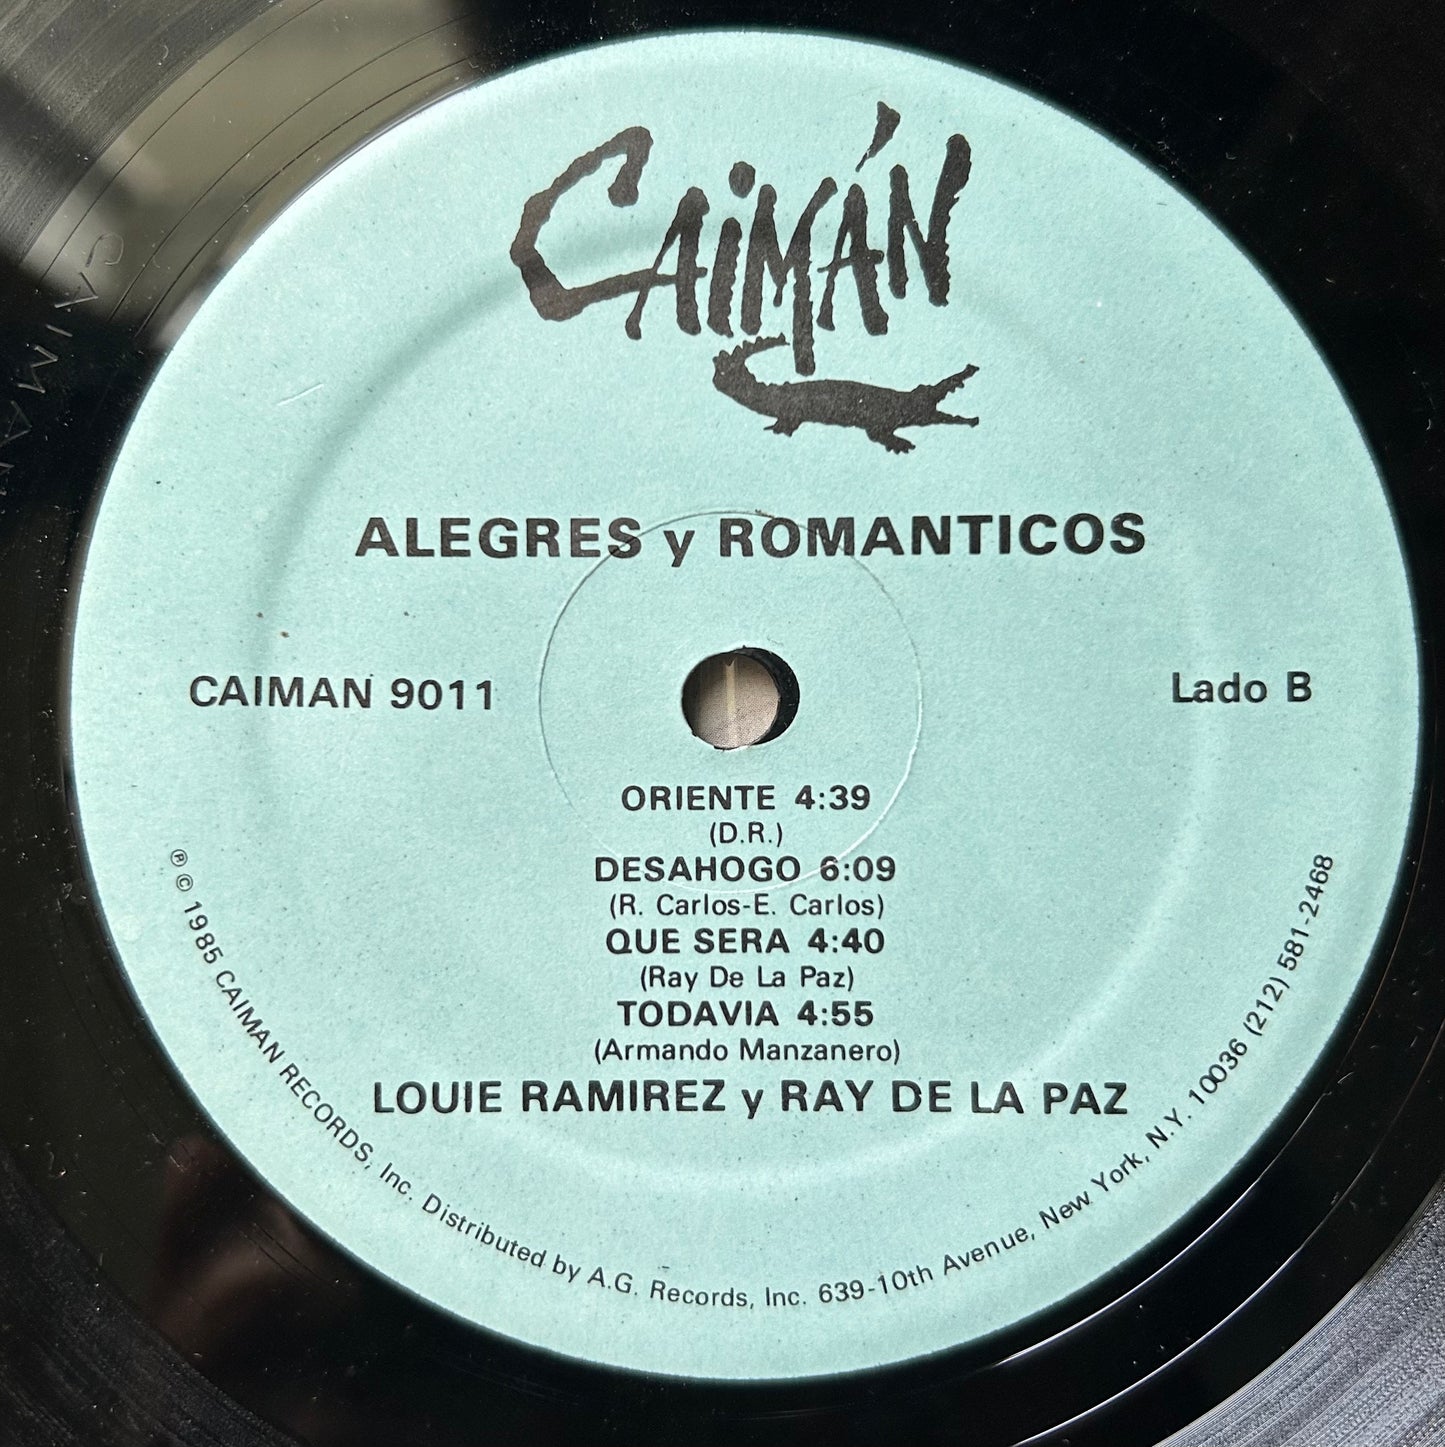 CAIMÁN
ALEGRES y ROMANTICOS
CAIMAN 9011
Lado B
ORIENTE 4:39
(D.R.)
DESAHOGO 6:09
(R. Carlos-E. Carlos)
QUE SERA 4:40
(Ray De La Paz)
TODAVIA 4:55
(Armando Manzanero)
LOUIE RAMIREZ y RAY DE LA PAZ
℗ © 1985 CAIMAN RECORDS, Inc. Distributed by A.G. Records, Inc. 639-10th Avenue, New York, N.Y. 10036 (212) 581-2468